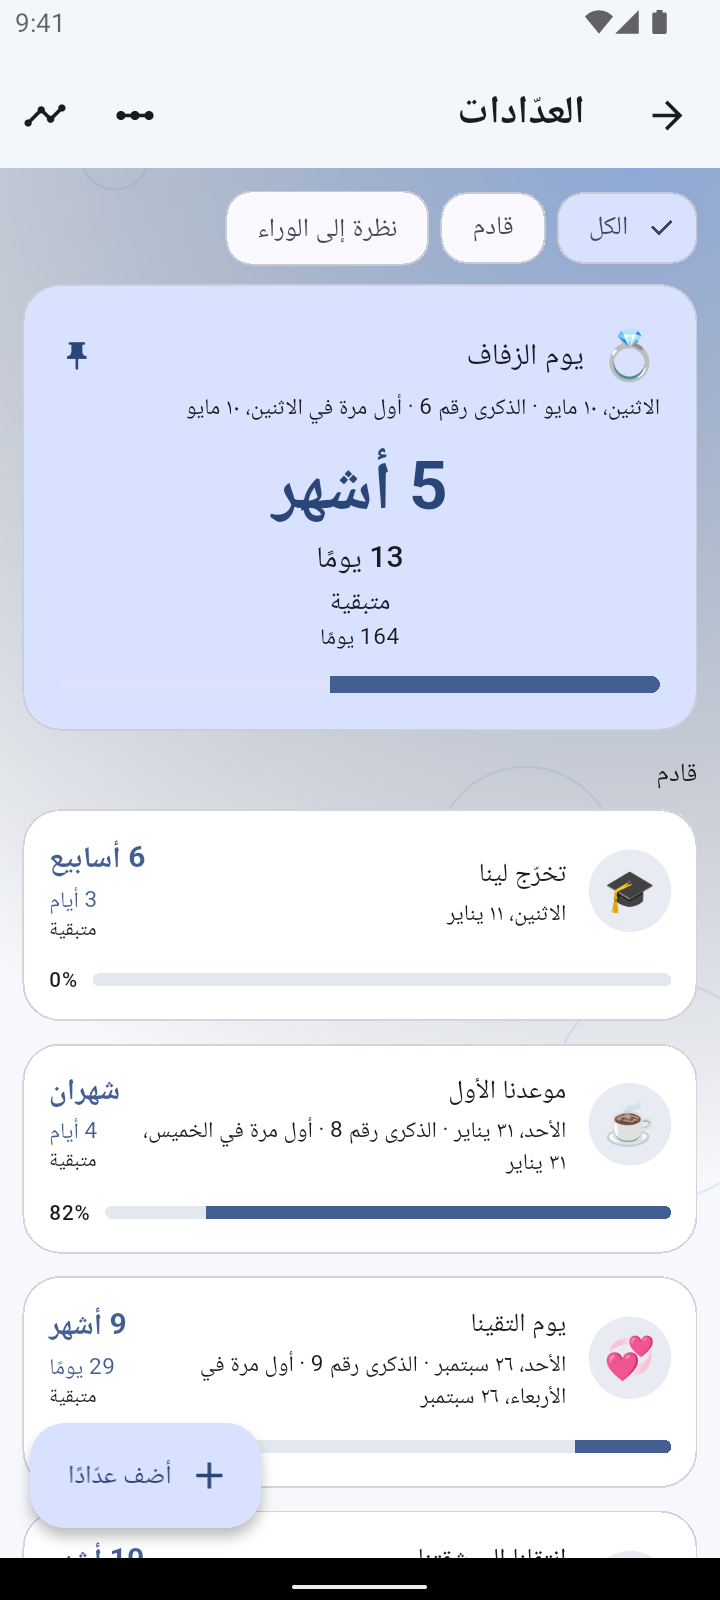 9:41
العدّادات
الكل
قادم
نظرة إلى الوراء
يوم الزفاف
الاثنين، ١٠ مايو · الذكرى رقم 6 · أول مرة في الاثنين، ١٠ مايو
5 أشهر
13 يومًا
متبقية
164 يومًا
قادم
تخرّج لينا
الاثنين، ١١ يناير
6 أسابيع
3 أيام
متبقية
0%
موعدنا الأول
الأحد، ٣١ يناير · الذكرى رقم 8 · أول مرة في الخميس،
٣١ يناير
شهران
4 أيام
متبقية
82%
يوم التقينا
الأحد، ٢٦ سبتمبر · الذكرى رقم 9 · أول مرة في
الأربعاء، ٢٦ سبتمبر
9 أشهر
29 يومًا
متبقية
أضف عدّادًا